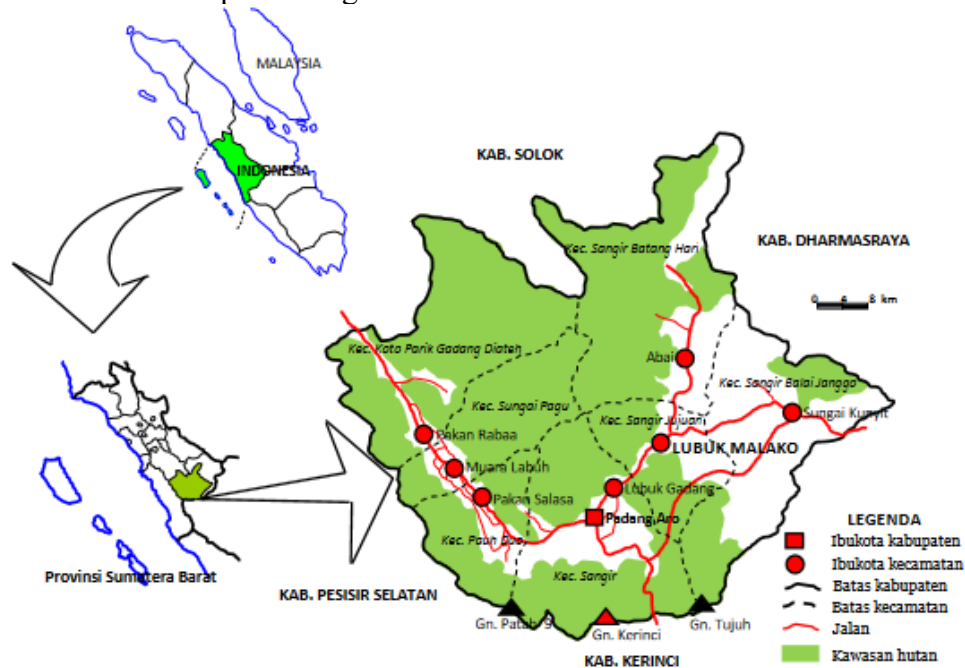 MALAYSIA
INDONESIA
KAB. SOLOK
KAB. DHARMASRAYA
Kec. Sangir Batang Hari
0 4 8 km
Kec. Koto Parik Gadang Diateh
Abai
Kec. Sangir Balai Janggo
Kec. Sungai Pagu
Kec. Sangir Jujuan
Sungai Kunyit
Pakan Rabaa
LUBUK MALAKO
Muara Labuh
Lubuk Gadang
Pakan Salasa
Padang Aro
Kec. Pauh Duo
LEGENDA
Ibukota kabupaten
Ibukota kecamatan
Batas kabupaten
Batas kecamatan
Jalan
Kawasan hutan
Provinsi Sumatera Barat
Kec. Sangir
KAB. PESISIR SELATAN
Gn. Patah 9
Gn. Kerinci
Gn. Tujuh
KAB. KERINCI